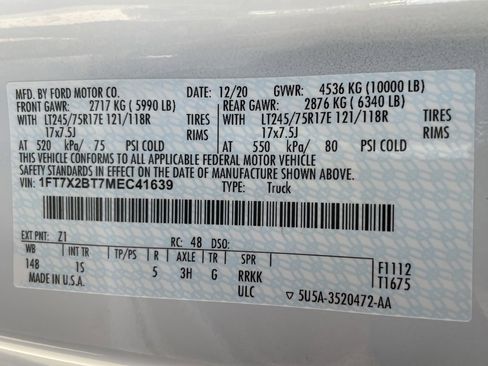 MFD. BY FORD MOTOR CO. DATE: 12/20 GVWR: 4536 KG (10000 LB)
FRONT GAWR: 2717 KG ( 5990 LB) REAR GAWR: 2876 KG ( 6340 LB)
WITH LT245/75R17E 121/118R TIRES WITH LT245/75R17E 121/118R TIRES
17x7.5J RIMS 17x7.5J RIMS
AT 520 kPa/ 75 PSI COLD AT 550 kPa/ 80 PSI COLD
THIS VEHICLE CONFORMS TO ALL APPLICABLE FEDERAL MOTOR VEHICLE
SAFETY STANDARDS IN EFFECT ON THE DATE OF MANUFACTURE SHOWN ABOVE.
VIN: 1FT7X2BT7MEC41639 TYPE: Truck
EXT PNT: Z1 RC: 48 DSO:
WB INT TR TP/PS R AXLE TR SPR F1112
148 1S 5 3H G RRKK T1675
MADE IN U.S.A. ULC ▽ 5U5A-3520472-AA